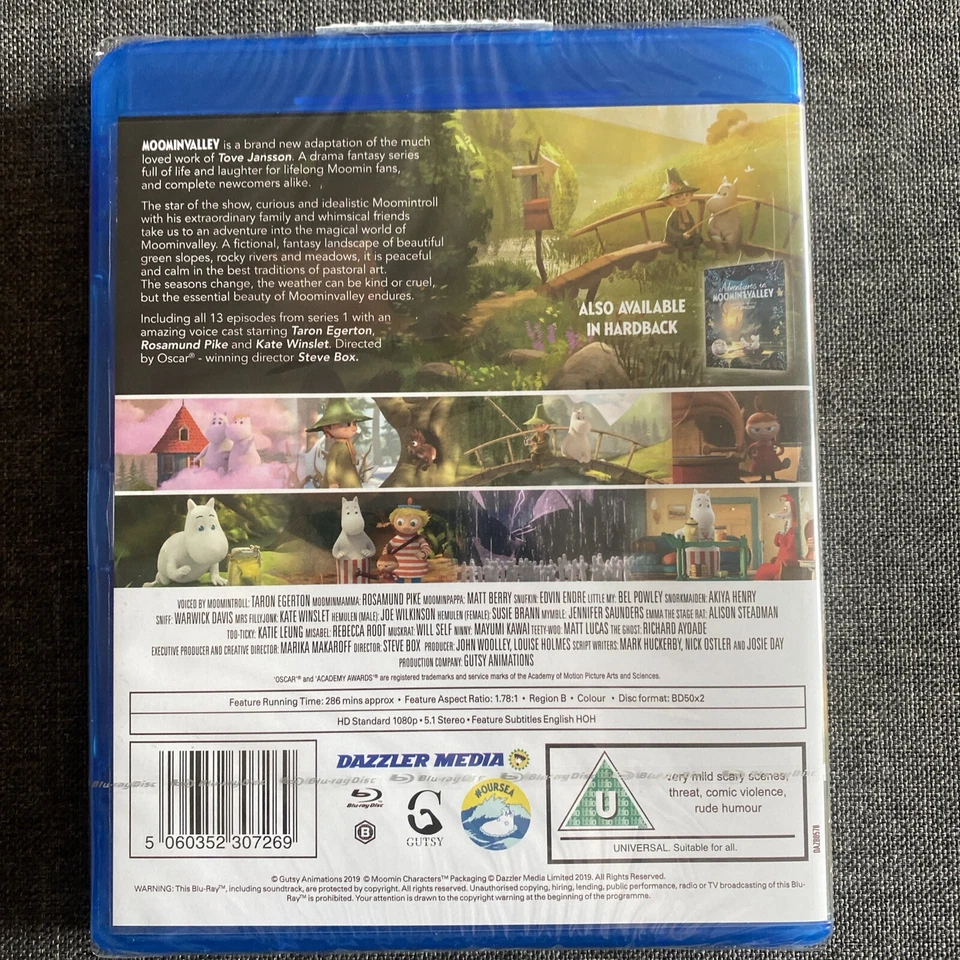 MOOMINVALLEY is a brand new adaptation of the much
loved work of Tove Jansson. A drama fantasy series
full of life and laughter for lifelong Moomin fans,
and complete newcomers alike.
The star of the show, curious and idealistic Moomintroll
with his extraordinary family and whimsical friends
take us to an adventure into the magical world of
Moominvalley. A fictional, fantasy landscape of beautiful
green slopes, rocky rivers and meadows, it is peaceful
and calm in the best traditions of pastoral art.
The seasons change, the weather can be kind or cruel,
but the essential beauty of Moominvalley endures.
Including all 13 episodes from series 1 with an
amazing voice cast starring Taron Egerton,
Rosamund Pike and Kate Winslet. Directed
by Oscar® - winning director Steve Box.
ALSO AVAILABLE
IN HARDBACK
Adventures in
MOOMINVALLEY
VOICED BY MOOMINTROLL: TARON EGERTON MOOMINMAMMA: ROSAMUND PIKE MOOMINPAPPA: MATT BERRY SNUFKIN: EDVIN ENDRE LITTLE MY: BEL POWLEY SNORKMAIDEN: AKIYA HENRY
SNIFF: WARWICK DAVIS MRS FILLYJONK: KATE WINSLET HEMULEN (MALE): JOE WILKINSON HEMULEN (FEMALE): SUSIE BRANN MYMBLE: JENNIFER SAUNDERS EMMA THE STAGE RAT: ALISON STEADMAN
TOO-TICKY: KATIE LEUNG MISABEL: REBECCA ROOT MUSKRAT: WILL SELF NINNY: MAYUMI KAWAI TEETY-WOO: MATT LUCAS THE GHOST: RICHARD AYOADE
EXECUTIVE PRODUCER AND CREATIVE DIRECTOR: MARIKA MAKAROFF DIRECTOR: STEVE BOX PRODUCER: JOHN WOOLLEY, LOUISE HOLMES SCRIPT WRITERS: MARK HUCKERBY, NICK OSTLER AND JOSIE DAY
PRODUCTION COMPANY: GUTSY ANIMATIONS
'OSCAR'® and 'ACADEMY AWARDS'® are registered trademarks and service marks of the Academy of Motion Picture Arts and Sciences.
Feature Running Time: 286 mins approx • Feature Aspect Ratio: 1.78:1 • Region B • Colour • Disc format: BD50x2
HD Standard 1080p • 5.1 Stereo • Feature Subtitles English HOH
5 060352 307269
DAZZLER MEDIA
Blu-ray Disc
B
GUTSY
#OURSEA
U
very mild scary scenes,
threat, comic violence,
rude humour
UNIVERSAL. Suitable for all.
DAZB0578
Blu-ray Disc
Blu-ray Disc
Blu-ray Disc
© Gutsy Animations 2019 © Moomin Characters™ Packaging © Dazzler Media Limited 2019. All Rights Reserved.
WARNING: This Blu-Ray™, including soundtrack, are protected by copyright. All rights reserved. Unauthorised copying, hiring, lending, public performance, radio or TV broadcasting of this Blu-
Ray™ is prohibited. Your attention is drawn to the copyright warning at the beginning of the programme.